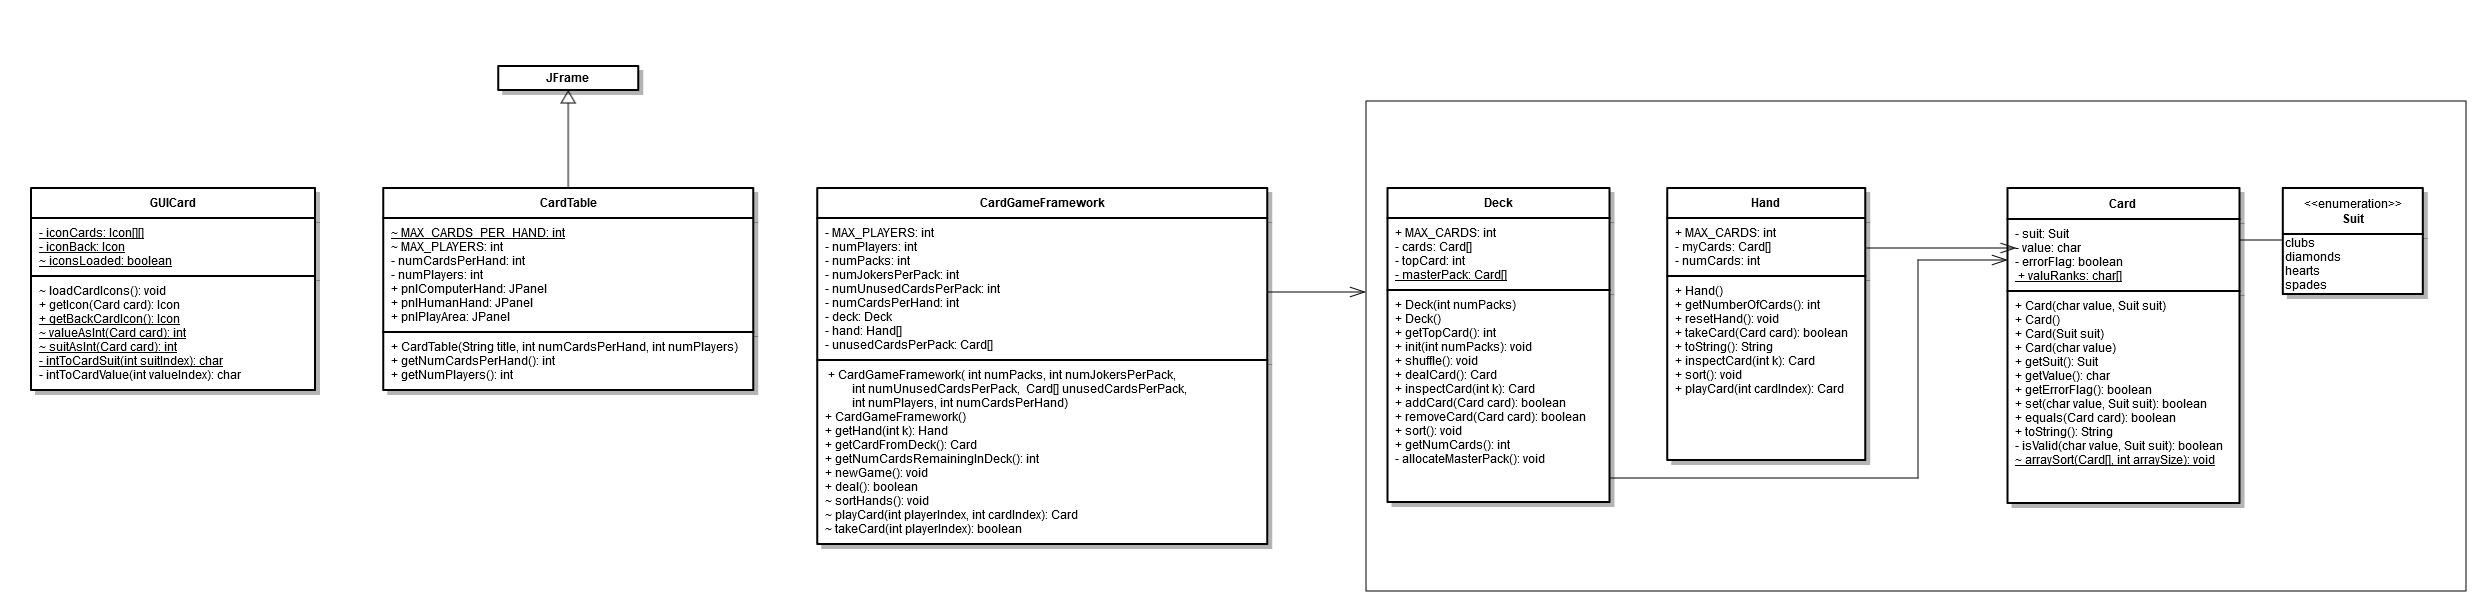 JFrame
GUICard
- iconCards: Icon[][]
- iconBack: Icon
~ iconsLoaded: boolean
~ loadCardIcons(): void
+ getIcon(Card card): Icon
+ getBackCardIcon(): Icon
~ valueAsInt(Card card): int
~ suitAsInt(Card card): int
- intToCardSuit(int suitIndex): char
- intToCardValue(int valueIndex): char
CardTable
~ MAX_CARDS_PER_HAND: int
~ MAX_PLAYERS: int
- numCardsPerHand: int
- numPlayers: int
+ pnlComputerHand: JPanel
+ pnlHumanHand: JPanel
+ pnlPlayArea: JPanel
+ CardTable(String title, int numCardsPerHand, int numPlayers)
+ getNumCardsPerHand(): int
+ getNumPlayers(): int
CardGameFramework
- MAX_PLAYERS: int
- numPlayers: int
- numPacks: int
- numJokersPerPack: int
- numUnusedCardsPerPack: int
- numCardsPerHand: int
- deck: Deck
- hand: Hand[]
- unusedCardsPerPack: Card[]
+ CardGameFramework( int numPacks, int numJokersPerPack,
int numUnusedCardsPerPack, Card[] unusedCardsPerPack,
int numPlayers, int numCardsPerHand)
+ CardGameFramework()
+ getHand(int k): Hand
+ getCardFromDeck(): Card
+ getNumCardsRemainingInDeck(): int
+ newGame(): void
+ deal(): boolean
~ sortHands(): void
~ playCard(int playerIndex, int cardIndex): Card
~ takeCard(int playerIndex): boolean
Deck
+ MAX_CARDS: int
- cards: Card[]
- topCard: int
- masterPack: Card[]
+ Deck(int numPacks)
+ Deck()
+ getTopCard(): int
+ init(int numPacks): void
+ shuffle(): void
+ dealCard(): Card
+ inspectCard(int k): Card
+ addCard(Card card): boolean
+ removeCard(Card card): boolean
+ sort(): void
+ getNumCards(): int
- allocateMasterPack(): void
Hand
+ MAX_CARDS: int
- myCards: Card[]
- numCards: int
+ Hand()
+ getNumberOfCards(): int
+ resetHand(): void
+ takeCard(Card card): boolean
+ toString(): String
+ inspectCard(int k): Card
+ sort(): void
+ playCard(int cardIndex): Card
Card
- suit: Suit
- value: char
- errorFlag: boolean
+ valuRanks: char[]
+ Card(char value, Suit suit)
+ Card()
+ Card(Suit suit)
+ Card(char value)
+ getSuit(): Suit
+ getValue(): char
+ getErrorFlag(): boolean
+ set(char value, Suit suit): boolean
+ equals(Card card): boolean
+ toString(): String
- isValid(char value, Suit suit): boolean
~ arraySort(Card[], int arraySize): void
<<enumeration>>
Suit
clubs
diamonds
hearts
spades